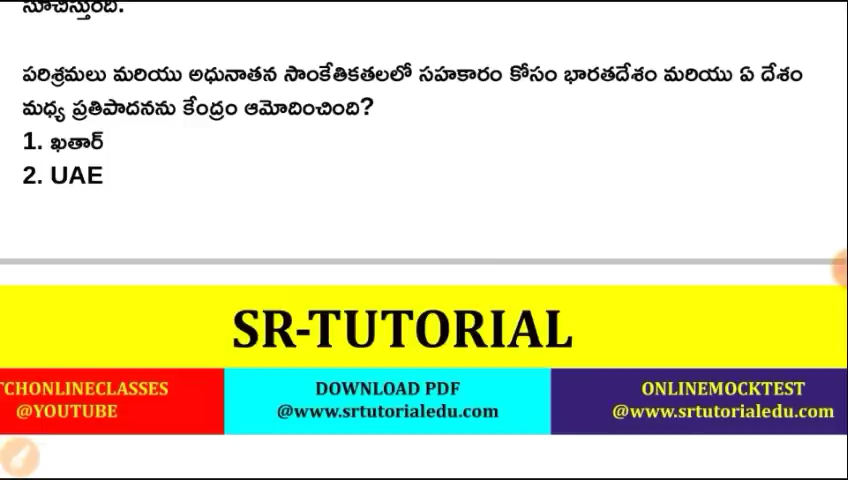 సూచిస్తుంది.
పరిశ్రమలు మరియు అధునాతన సాంకేతికతలలో సహకారం కోసం భారతదేశం మరియు ఏ దేశం
మధ్య ప్రతిపాదనను కేంద్రం ఆమోదించింది?
1. ఖతార్
2. UAE
SR-TUTORIAL
TCHONLINECLASSES
@YOUTUBE
DOWNLOAD PDF
@www.srtutorialedu.com
ONLINEMOCKTEST
@www.srtutorialedu.com